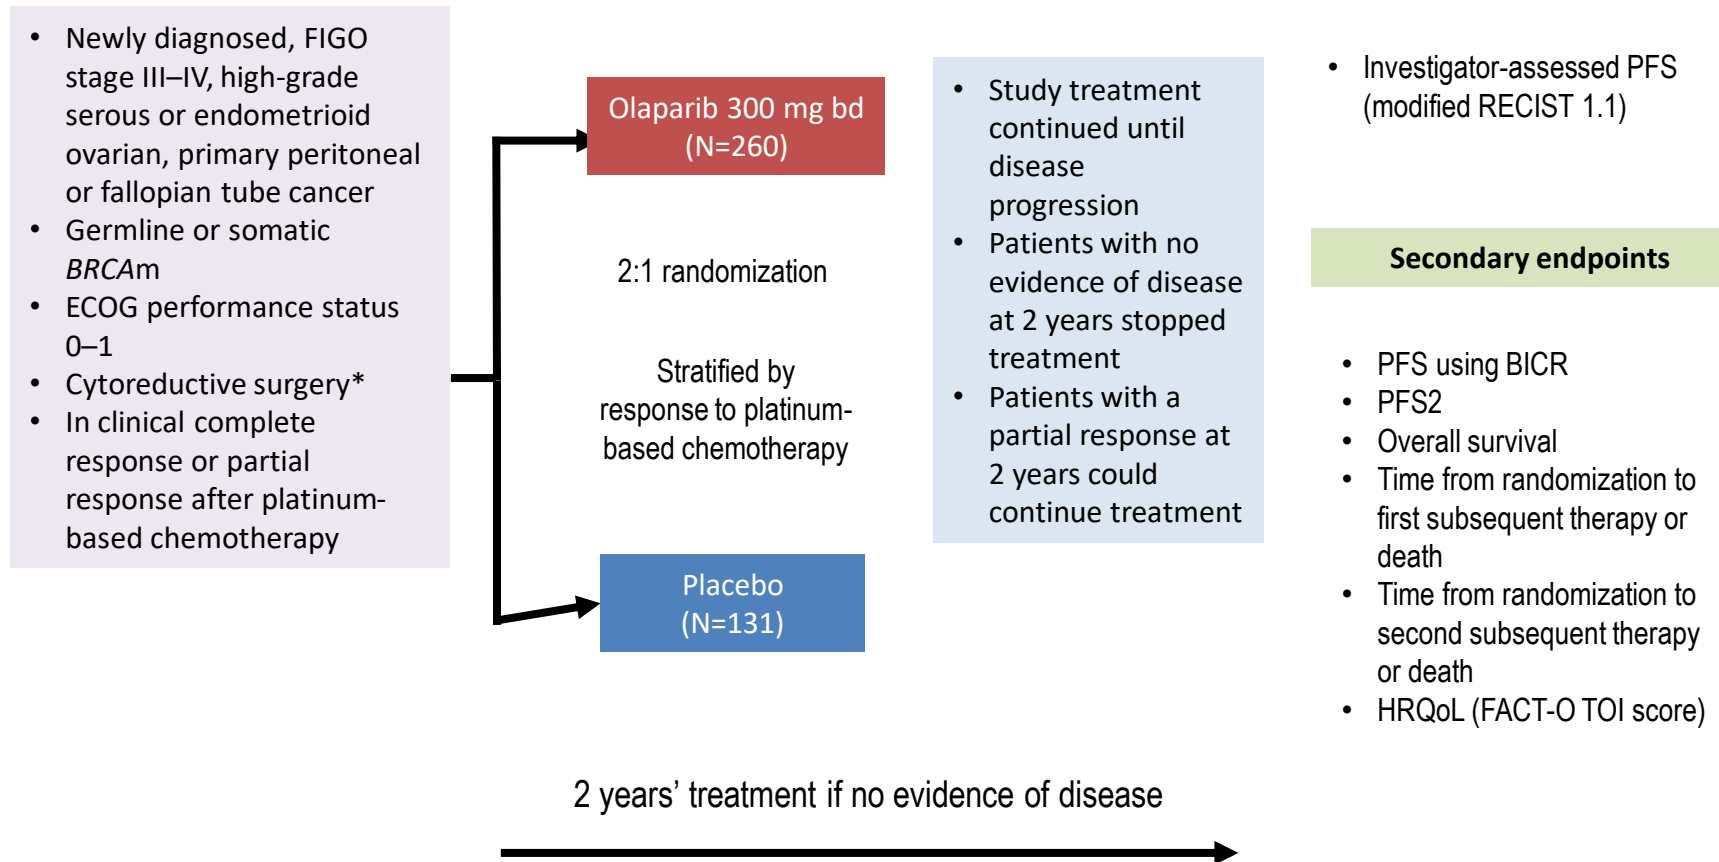 • Newly diagnosed, FIGO
stage III–IV, high-grade
serous or endometrioid
ovarian, primary peritoneal
or fallopian tube cancer
• Germline or somatic
BRCAm
• ECOG performance status
0–1
• Cytoreductive surgery*
• In clinical complete
response or partial
response after platinum-
based chemotherapy
Olaparib 300 mg bd
(N=260)
2:1 randomization
Stratified by
response to platinum-
based chemotherapy
Placebo
(N=131)
• Study treatment
continued until
disease
progression
• Patients with no
evidence of disease
at 2 years stopped
treatment
• Patients with a
partial response at
2 years could
continue treatment
• Investigator-assessed PFS
(modified RECIST 1.1)
Secondary endpoints
• PFS using BICR
• PFS2
• Overall survival
• Time from randomization to
first subsequent therapy or
death
• Time from randomization to
second subsequent therapy
or death
• HRQoL (FACT-O TOI score)
2 years’ treatment if no evidence of disease